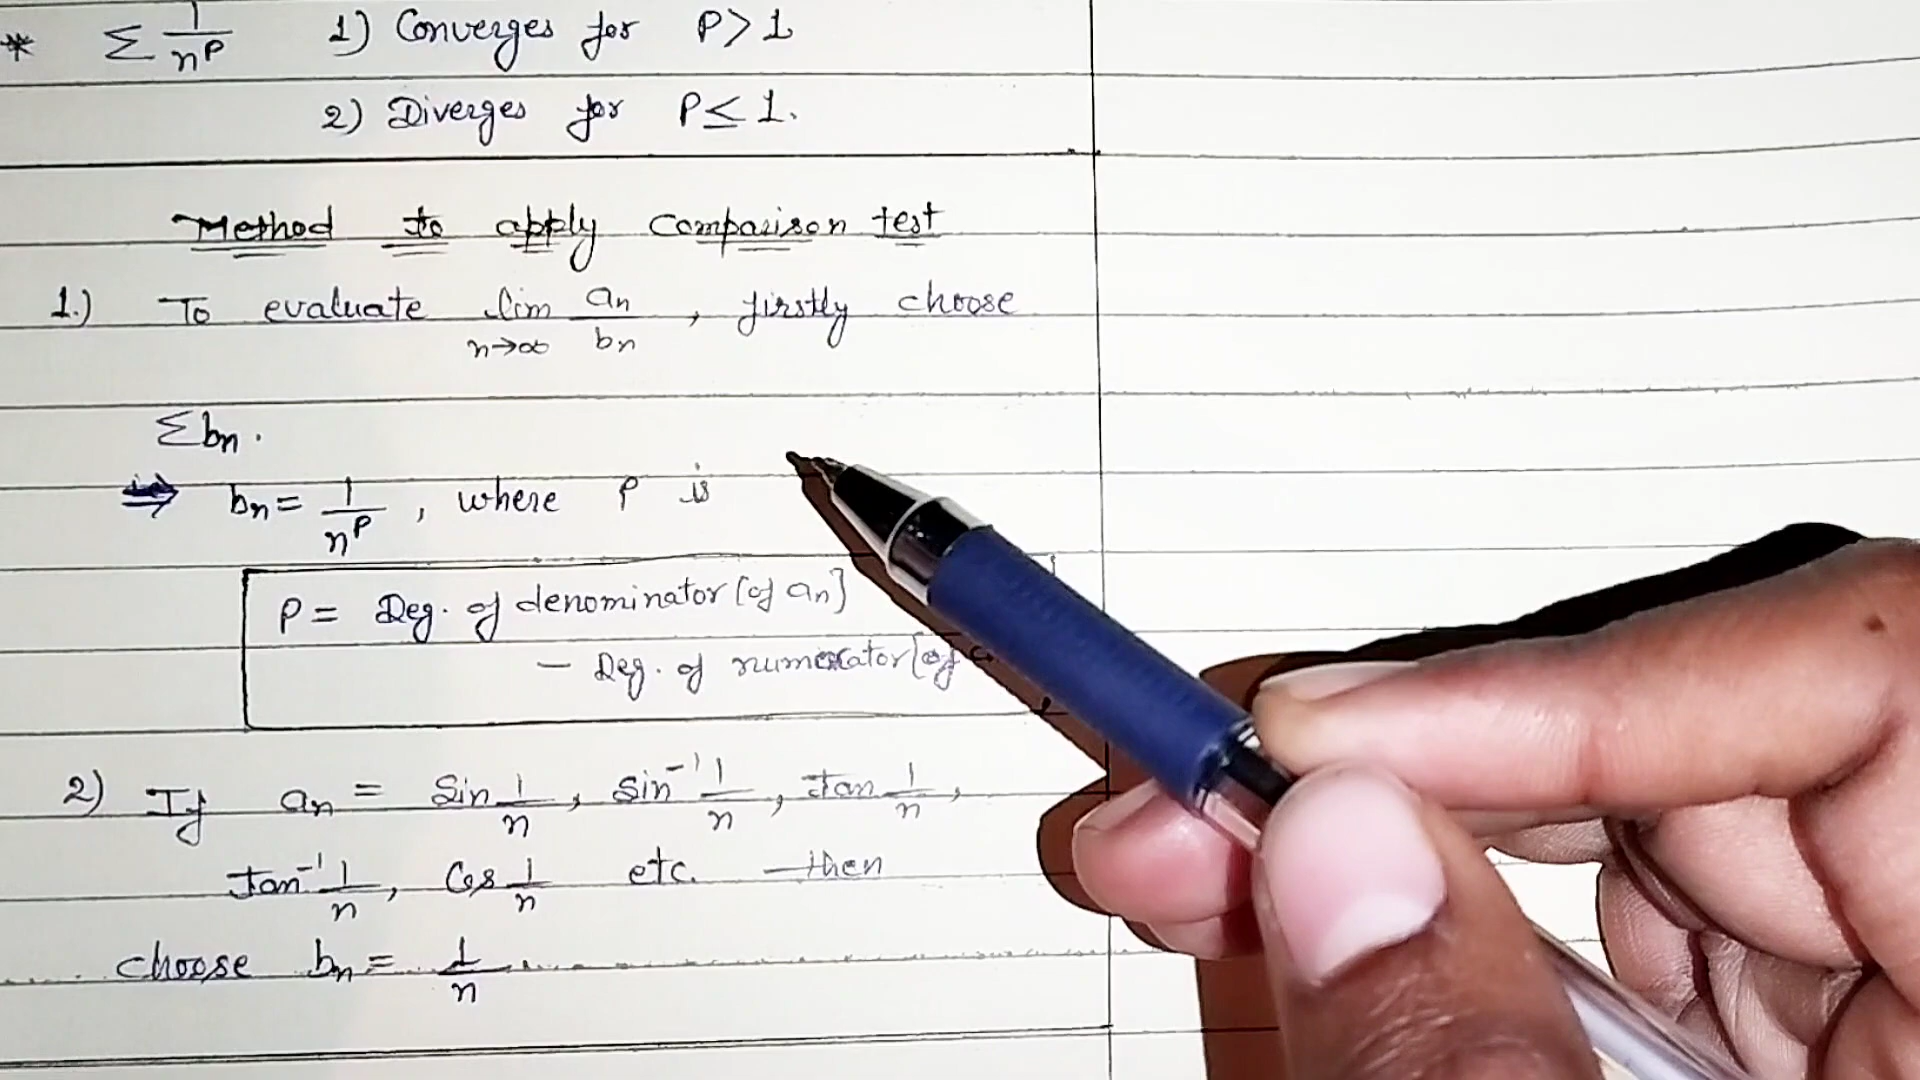 * Σ 1/n^P 1) Converges for P>1
2) Diverges for P≤1.
Method to apply Comparison test
1.) To evaluate lim n→∞ an/bn , firstly choose
Σbn.
⇒ bn = 1/n^P , where P is
P = Deg. of denominator [of an]
— Deg. of numerator [of
2) If an = Sin 1/n, Sin⁻¹ 1/n, Tan 1/n,
Tan⁻¹ 1/n, Cos 1/n etc. then
choose bn = 1/n